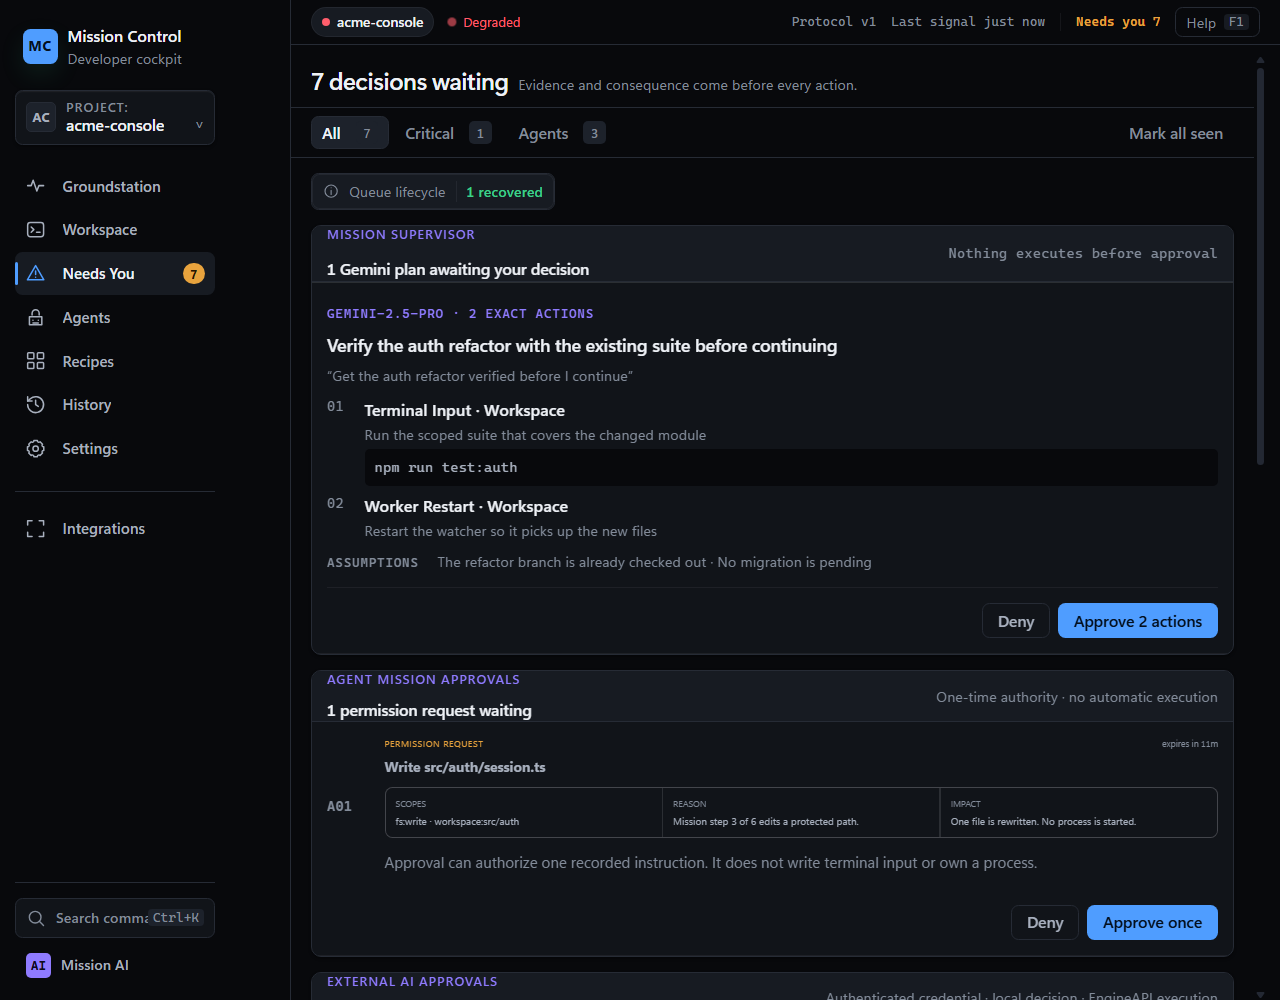 MC
Mission Control
Developer cockpit
AC
PROJECT:
acme-console
v
Groundstation
Workspace
Needs You 7
Agents
Recipes
History
Settings
Integrations
Search comma Ctrl+K
AI Mission AI
acme-console
Degraded
Protocol v1 Last signal just now
Needs you 7
Help F1
7 decisions waiting Evidence and consequence come before every action.
All 7 Critical 1 Agents 3
Mark all seen
Queue lifecycle 1 recovered
MISSION SUPERVISOR
1 Gemini plan awaiting your decision
Nothing executes before approval
GEMINI-2.5-PRO · 2 EXACT ACTIONS
Verify the auth refactor with the existing suite before continuing
“Get the auth refactor verified before I continue”
01 Terminal Input · Workspace
Run the scoped suite that covers the changed module
npm run test:auth
02 Worker Restart · Workspace
Restart the watcher so it picks up the new files
ASSUMPTIONS The refactor branch is already checked out · No migration is pending
Deny Approve 2 actions
AGENT MISSION APPROVALS
1 permission request waiting
One-time authority · no automatic execution
PERMISSION REQUEST expires in 11m
Write src/auth/session.ts
A01
SCOPES
fs:write · workspace:src/auth
REASON
Mission step 3 of 6 edits a protected path.
IMPACT
One file is rewritten. No process is started.
Approval can authorize one recorded instruction. It does not write terminal input or own a process.
Deny Approve once
EXTERNAL AI APPROVALS
Authenticated credential · local decision · EngineAPI execution